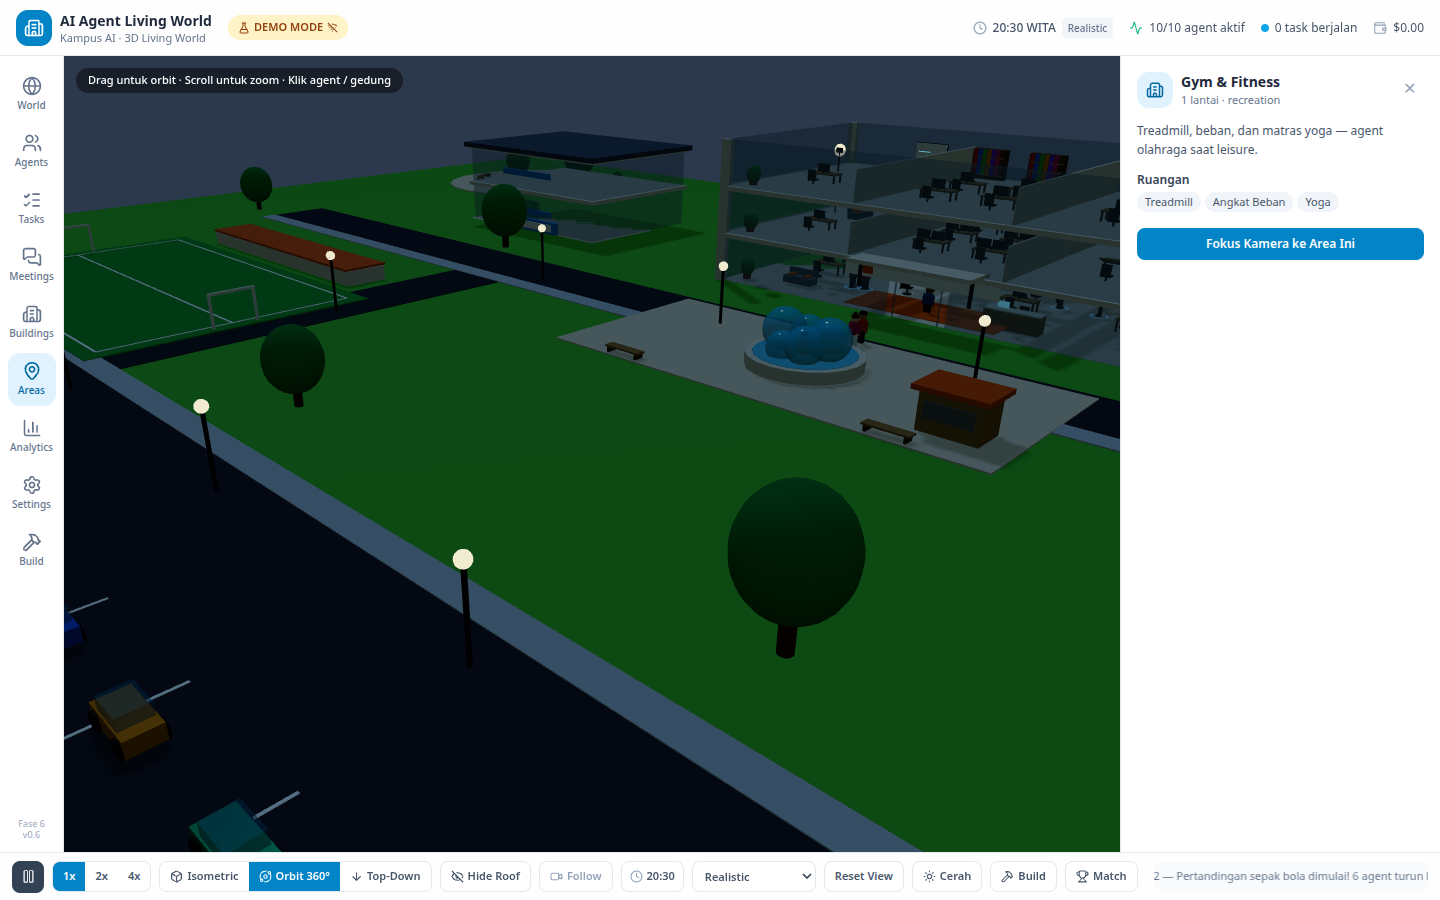 AI Agent Living World
Kampus AI · 3D Living World
DEMO MODE
20:30 WITA
Realistic
10/10 agent aktif
0 task berjalan
$0.00
World
Agents
Tasks
Meetings
Buildings
Areas
Analytics
Settings
Build
Fase 6
v0.6
Drag untuk orbit · Scroll untuk zoom · Klik agent / gedung
Gym & Fitness
1 lantai · recreation
Treadmill, beban, dan matras yoga — agent
olahraga saat leisure.
Ruangan
Treadmill
Angkat Beban
Yoga
Fokus Kamera ke Area Ini
1x
2x
4x
Isometric
Orbit 360°
Top-Down
Hide Roof
Follow
20:30
Realistic
Reset View
Cerah
Build
Match
2 — Pertandingan sepak bola dimulai! 6 agent turun